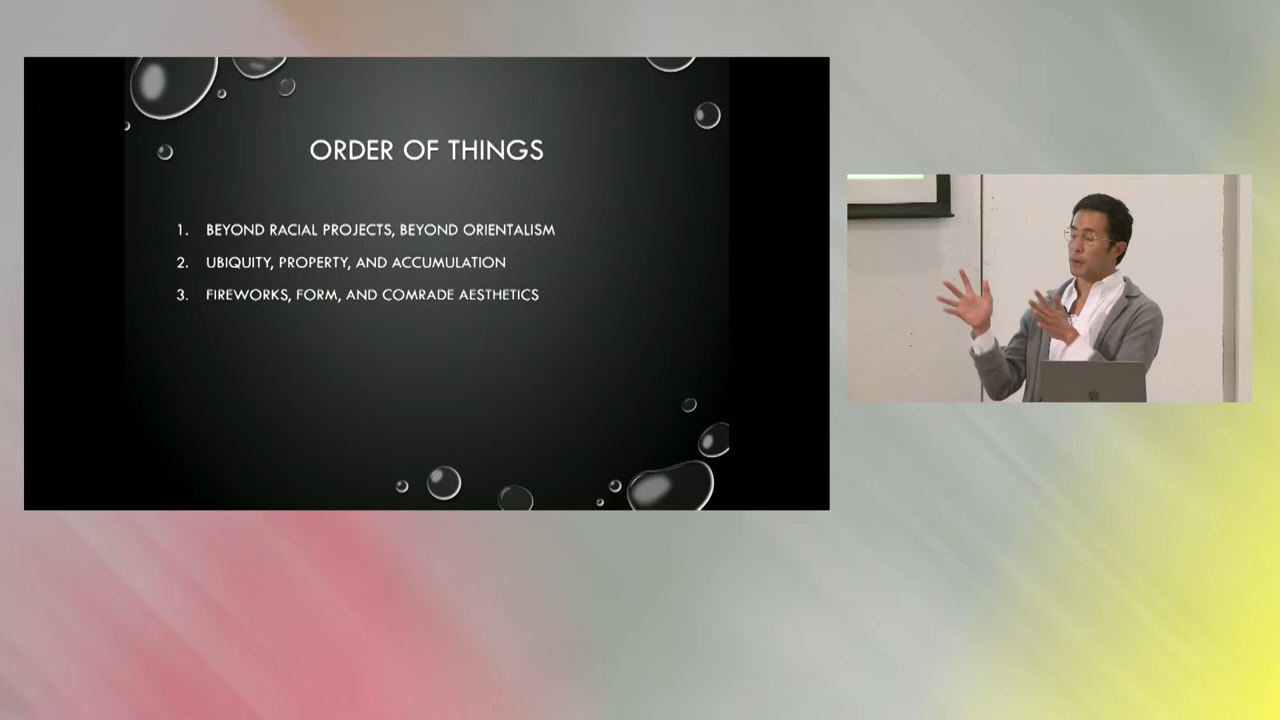 ORDER OF THINGS
1. BEYOND RACIAL PROJECTS, BEYOND ORIENTALISM
2. UBIQUITY, PROPERTY, AND ACCUMULATION
3. FIREWORKS, FORM, AND COMRADE AESTHETICS